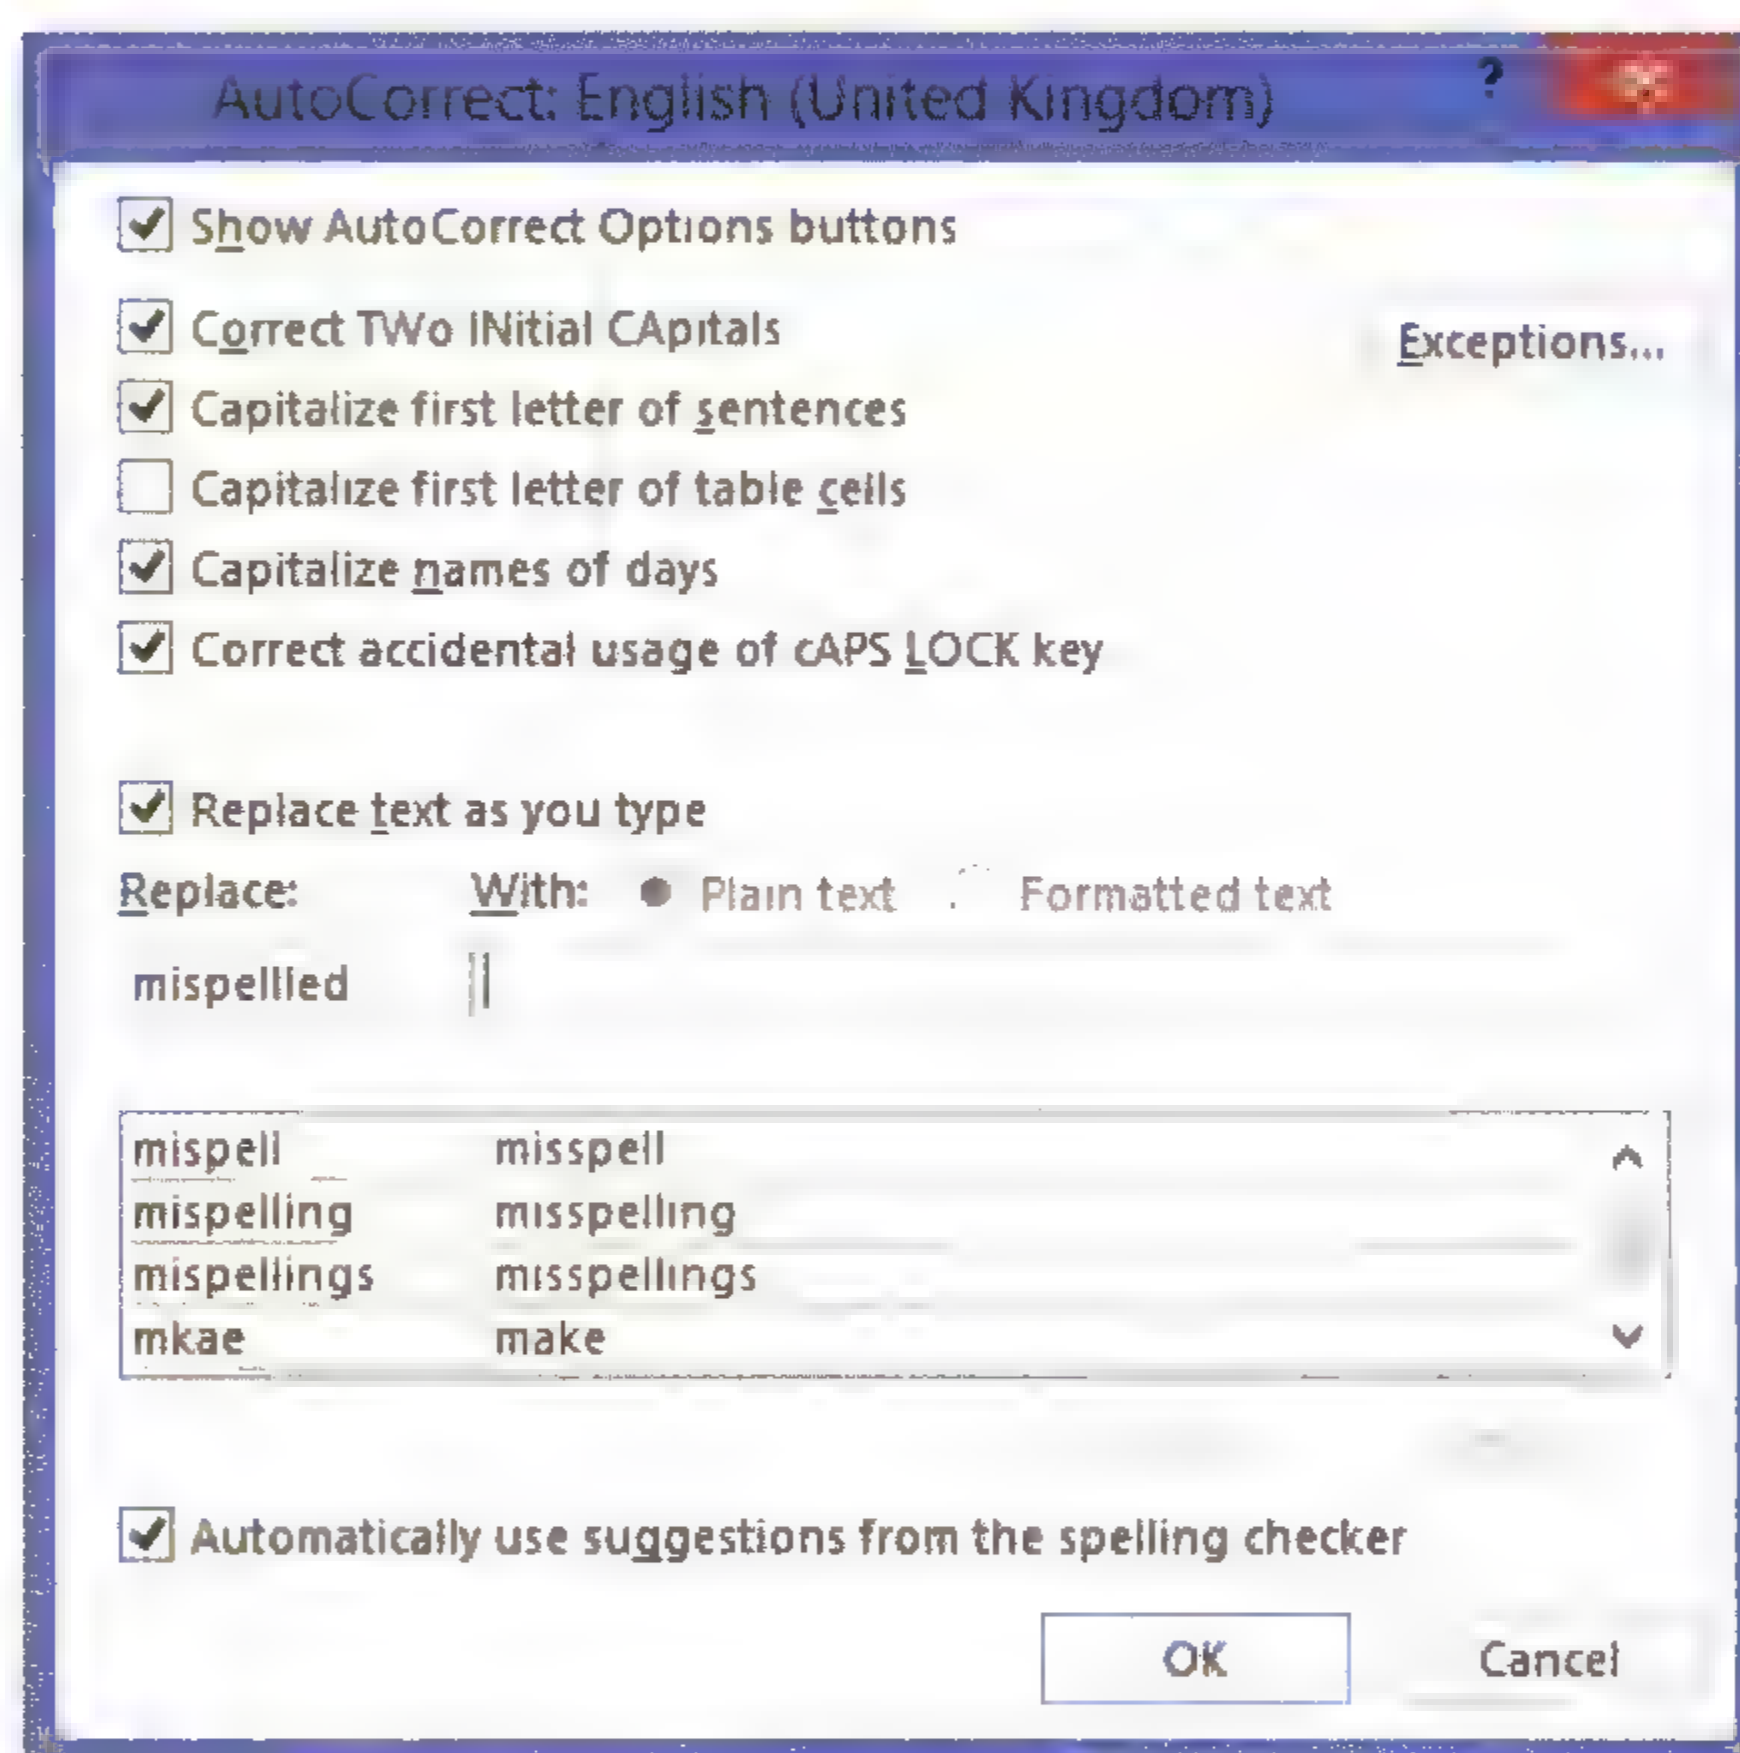 AutoCorrect: English (United Kingdom) ?
Show AutoCorrect Options buttons
Correct TWo INitial CApitals
Exceptions...
Capitalize first letter of sentences
Capitalize first letter of table cells
Capitalize names of days
Correct accidental usage of cAPS LOCK key
Replace text as you type
Replace: With: Plain text Formatted text
mispellled
mispell misspell
mispelling misspelling
mispellings misspellings
mkae make
Automatically use suggestions from the spelling checker
OK Cancel